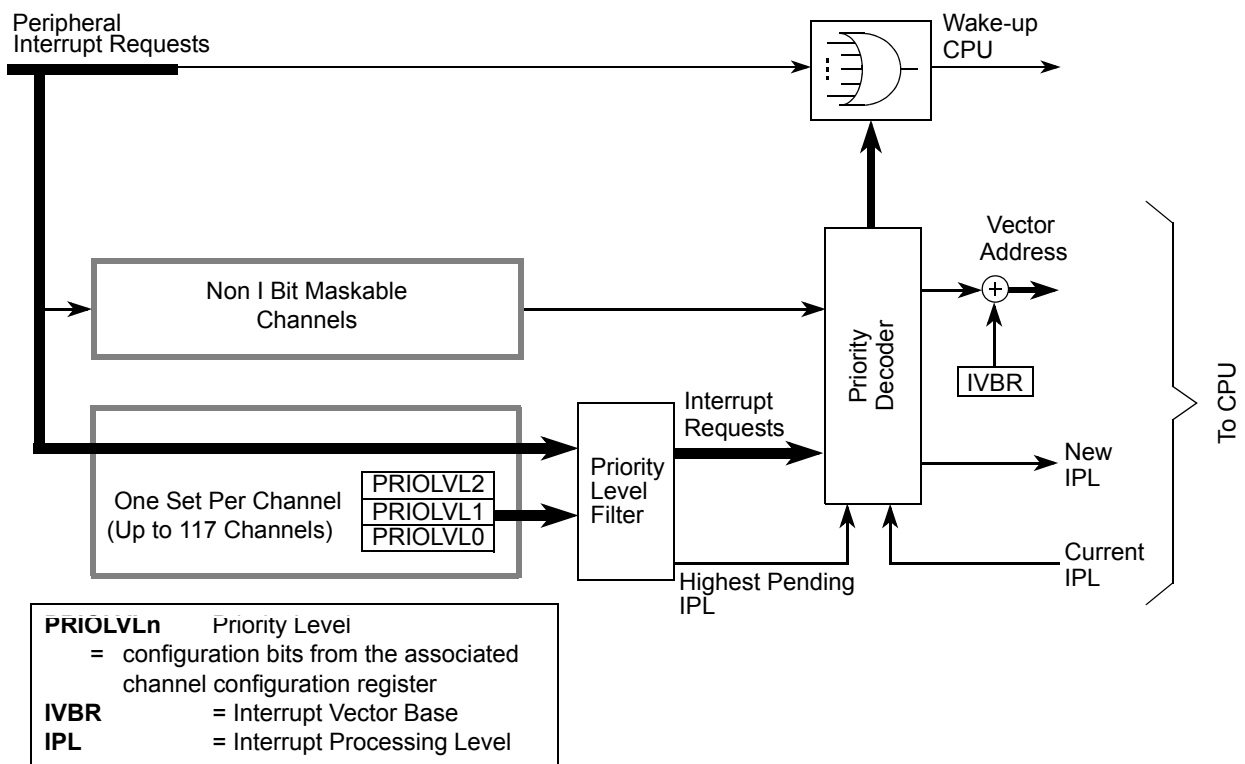 Peripheral
Interrupt Requests
Wake-up
CPU
Vector
Address
Non I Bit Maskable
Channels
Priority
Decoder
IVBR
To CPU
Interrupt
Requests
Priority
Level
Filter
PRIOLVL2
PRIOLVL1
PRIOLVL0
One Set Per Channel
(Up to 117 Channels)
New
IPL
Current
IPL
Highest Pending
IPL
PRIOLVLn Priority Level
= configuration bits from the associated
channel configuration register
IVBR = Interrupt Vector Base
IPL = Interrupt Processing Level